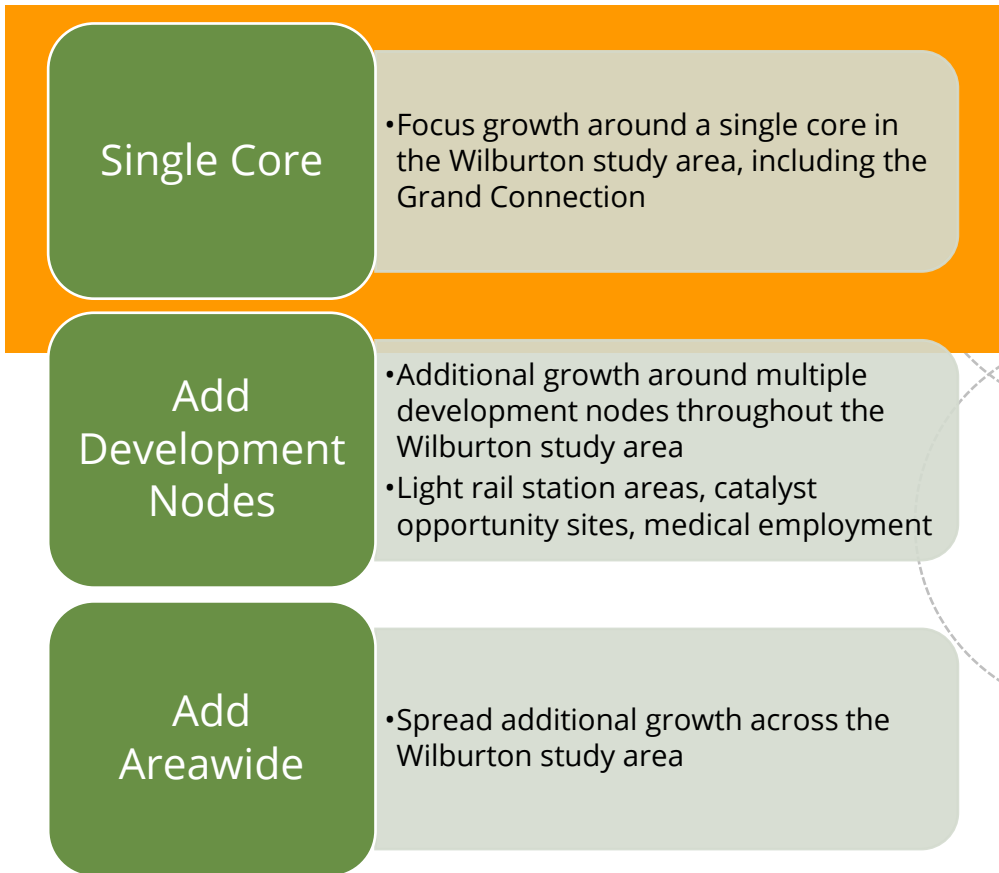 Single Core
•Focus growth around a single core in
the Wilburton study area, including the
Grand Connection
Add
Development
Nodes
•Additional growth around multiple
development nodes throughout the
Wilburton study area
•Light rail station areas, catalyst
opportunity sites, medical employment
Add
Areawide
•Spread additional growth across the
Wilburton study area